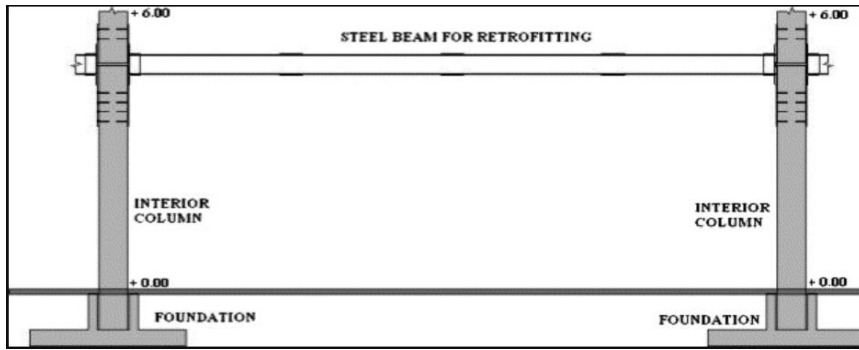 + 6.00
+ 6.00
STEEL BEAM FOR RETROFITTING
INTERIOR
COLUMN
INTERIOR
COLUMN
+ 0.00
+ 0.00
FOUNDATION
FOUNDATION